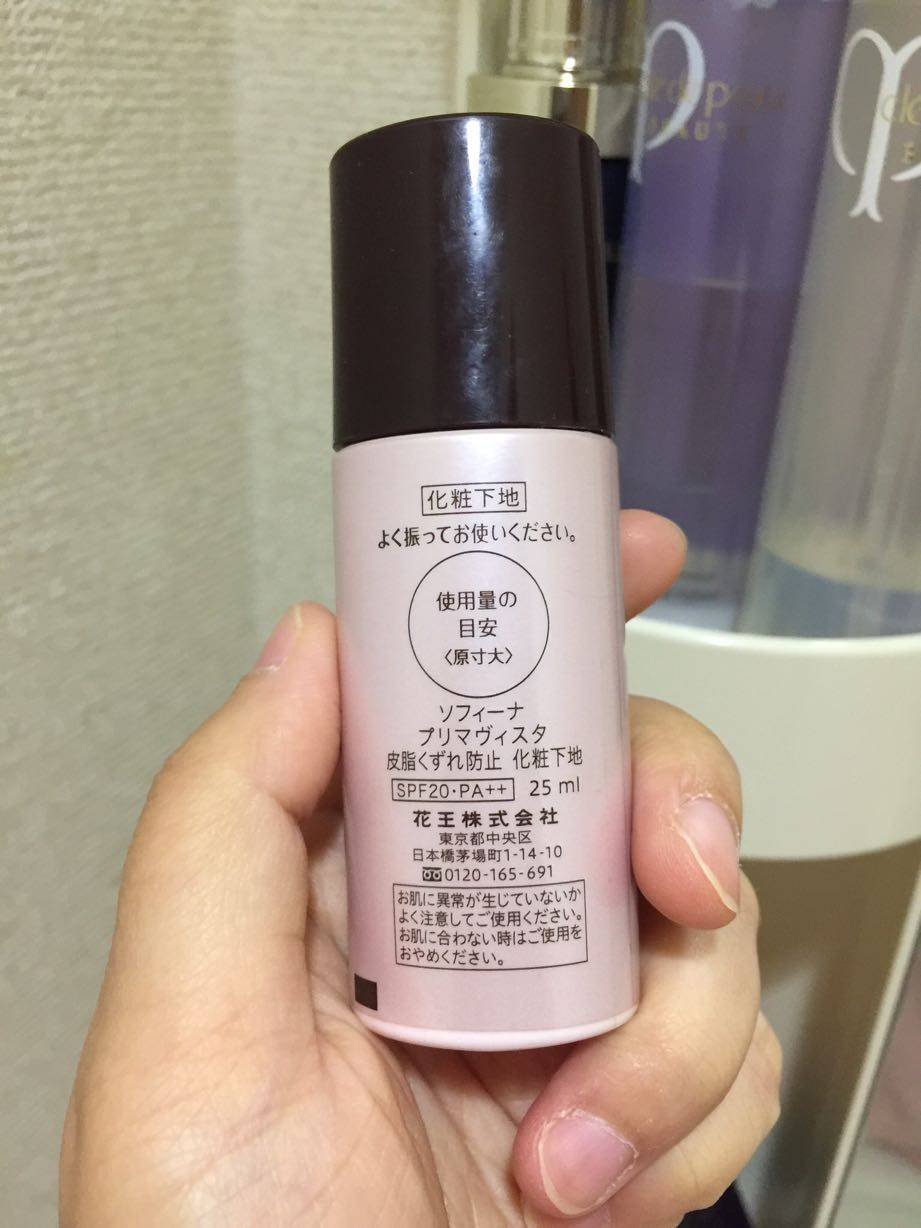 化粧下地
よく振ってお使いください。
使用量の
目安
〈原寸大〉
ソフィーナ
プリマヴィスタ
皮脂くずれ防止 化粧下地
SPF20・PA++ 25 ml
花王株式会社
東京都中央区
日本橋茅場町1-14-10
0120-165-691
お肌に異常が生じていないか
よく注意してご使用ください。
お肌に合わない時はご使用を
おやめください。